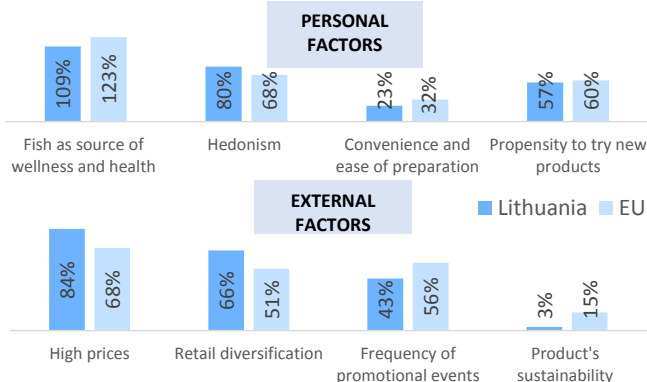 PERSONAL
FACTORS
109%
123%
80%
68%
23%
32%
57%
60%
Fish as source of
wellness and health
Hedonism
Convenience and
ease of preparation
Propensity to try new
products
EXTERNAL
FACTORS
Lithuania
EU
84%
68%
66%
51%
43%
56%
3%
15%
High prices
Retail diversification
Frequency of
promotional events
Product's
sustainability